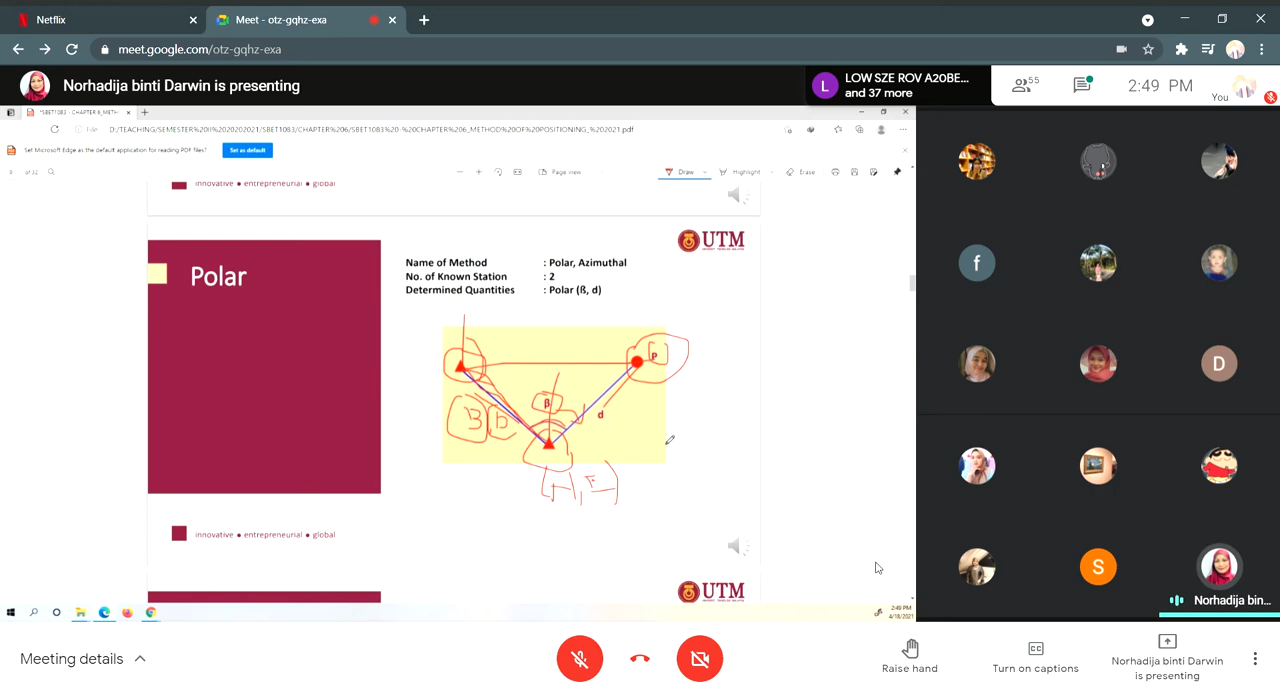 Netflix
Meet - otz-gqhz-exa
meet.google.com/otz-gqhz-exa
Norhadija binti Darwin is presenting
L
LOW SZE ROV A20BE...
and 37 more
55
2:49 PM
You
D:/TEACHING/SEMESTER%20II%2020202021/SBET1083/CHAPTER%206/SBET1083%20-%20CHAPTER%206_METHOD%20OF%20POSITIONING_%202021.pdf
Set Microsoft Edge as the default application for reading PDF files?
Set as default
of 32
Page view
Draw
Highlight
Erase
innovative ● entrepreneurial ● global
UTM
Polar
Name of Method : Polar, Azimuthal
No. of Known Station : 2
Determined Quantities : Polar (ß, d)
P
β
d
B
D
innovative ● entrepreneurial ● global
UTM
2:49 PM
4/18/2021
f
D
S
Norhadija bin...
Meeting details
Raise hand
Turn on captions
Norhadija binti Darwin
is presenting